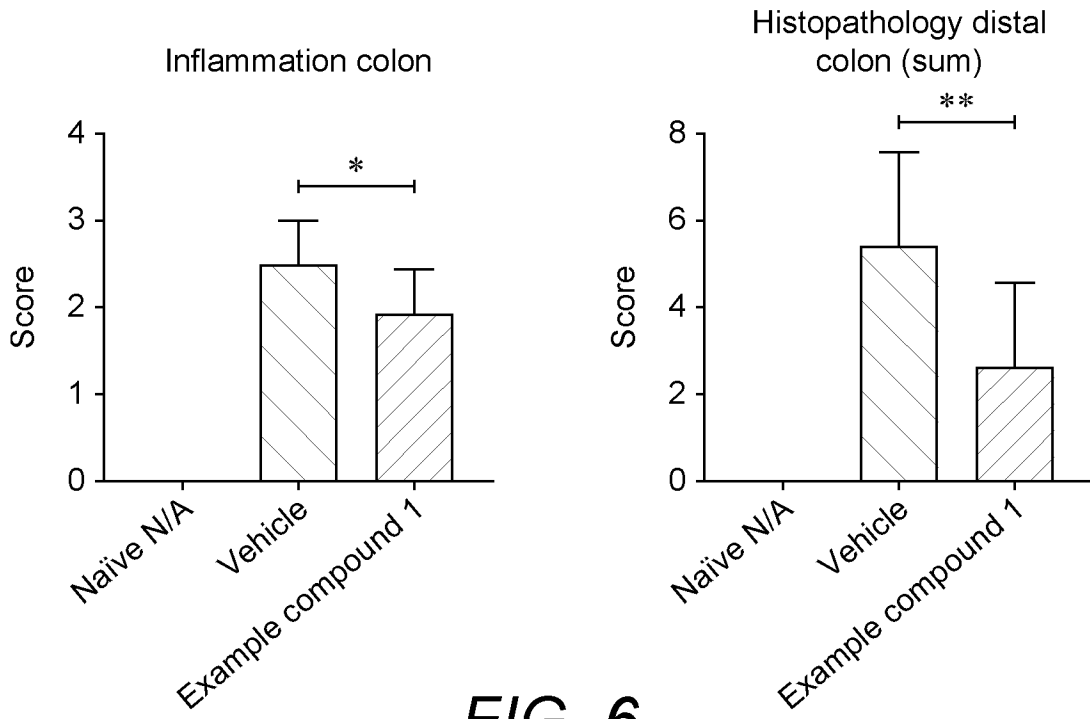 Inflammation colon
*
4
3
2
1
0
Score
Naïve N/A
Vehicle
Example compound 1
Histopathology distal
colon (sum)
**
8
6
4
2
0
Score
Naïve N/A
Vehicle
Example compound 1
FIG. 6